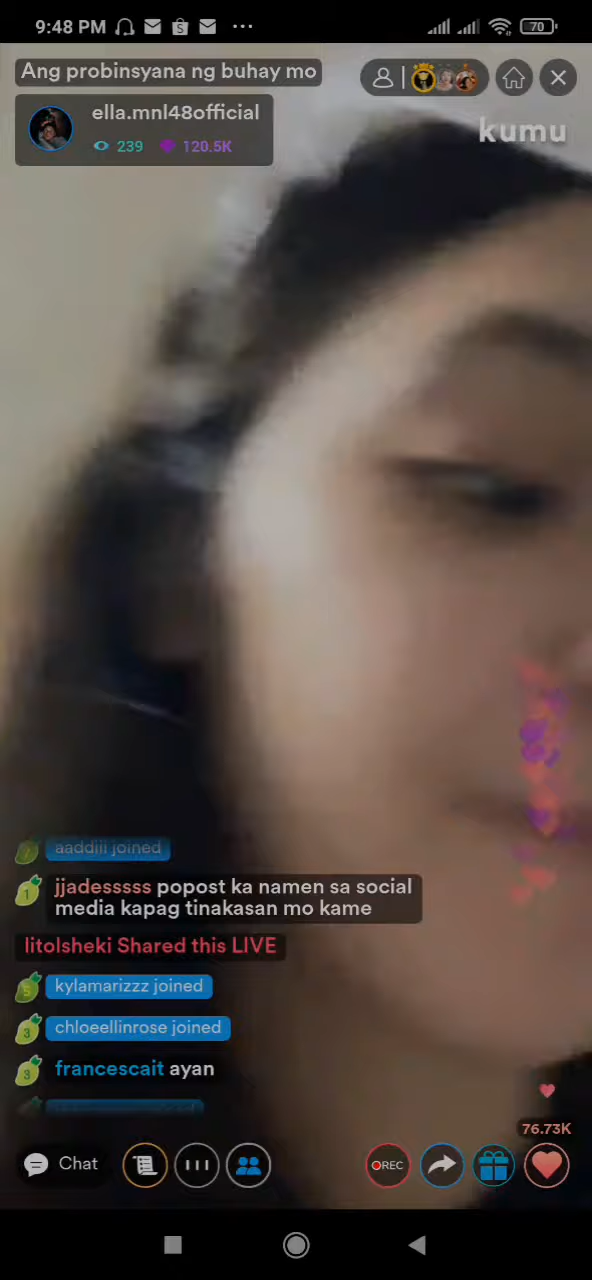 9:48 PM
70
Ang probinsyana ng buhay mo
ella.mnl48official
239 120.5K
kumu
aaddiii joined
1 jjadesssss popost ka namen sa social
media kapag tinakasan mo kame
litolsheki Shared this LIVE
5 kylamarizzz joined
3 chloeellinrose joined
3 francescait ayan
76.73K
Chat
REC